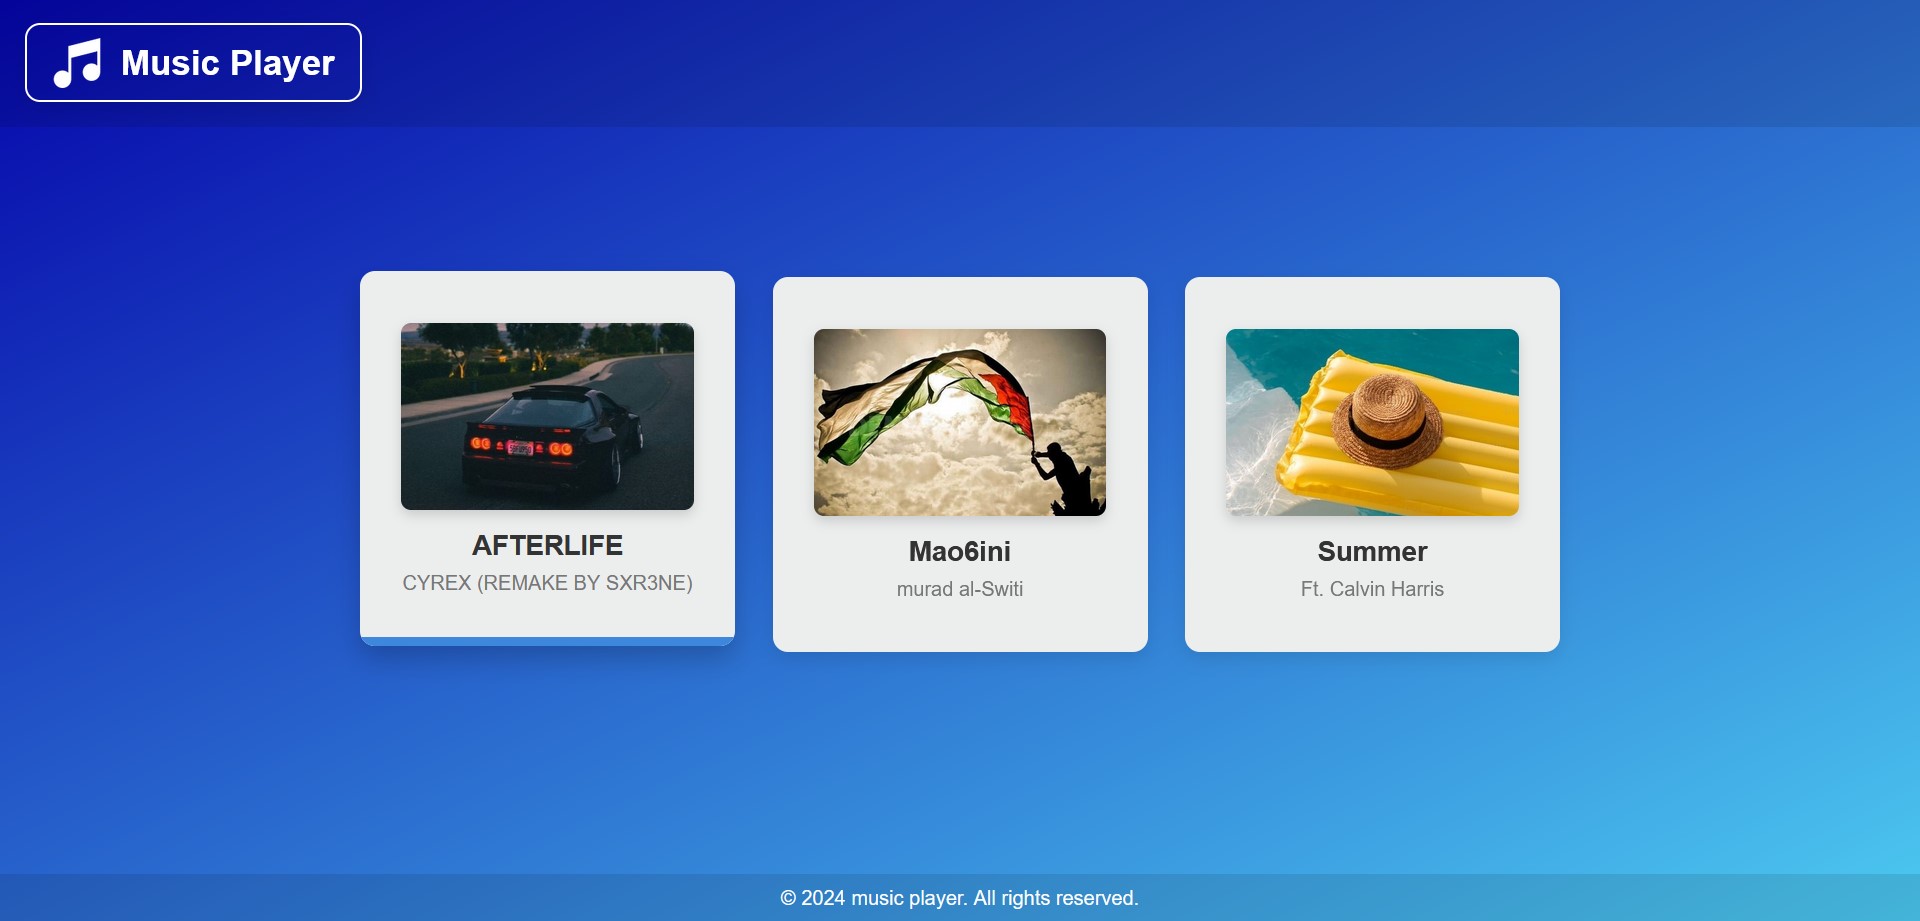 Music Player
AFTERLIFE
CYREX (REMAKE BY SXR3NE)
Mao6ini
murad al-Switi
Summer
Ft. Calvin Harris
© 2024 music player. All rights reserved.